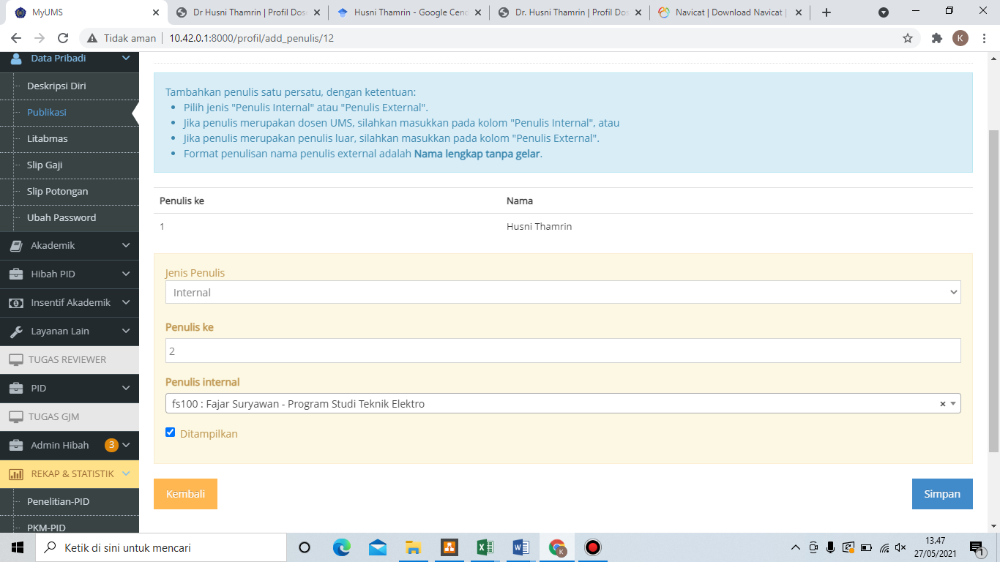 MyUMS
Dr Husni Thamrin | Profil Dos
Husni Thamrin - Google Cend
Dr. Husni Thamrin | Profil Dos
Navicat | Download Navicat |
Tidak aman
10.42.0.1:8000/profil/add_penulis/12
K
Data Pribadi
Deskripsi Diri
Publikasi
Litabmas
Slip Gaji
Slip Potongan
Ubah Password
Akademik
Hibah PID
Insentif Akademik
Layanan Lain
TUGAS REVIEWER
PID
TUGAS GJM
Admin Hibah 3
REKAP & STATISTIK
Penelitian-PID
PKM-PID
Tambahkan penulis satu persatu, dengan ketentuan:
• Pilih jenis "Penulis Internal" atau "Penulis External".
• Jika penulis merupakan dosen UMS, silahkan masukkan pada kolom "Penulis Internal", atau
• Jika penulis merupakan penulis luar, silahkan masukkan pada kolom "Penulis External".
• Format penulisan nama penulis external adalah Nama lengkap tanpa gelar.
Penulis ke Nama
1 Husni Thamrin
Jenis Penulis
Internal
Penulis ke
2
Penulis internal
fs100 : Fajar Suryawan - Program Studi Teknik Elektro
Ditampilkan
Kembali
Simpan
Ketik di sini untuk mencari
13.47
27/05/2021
1